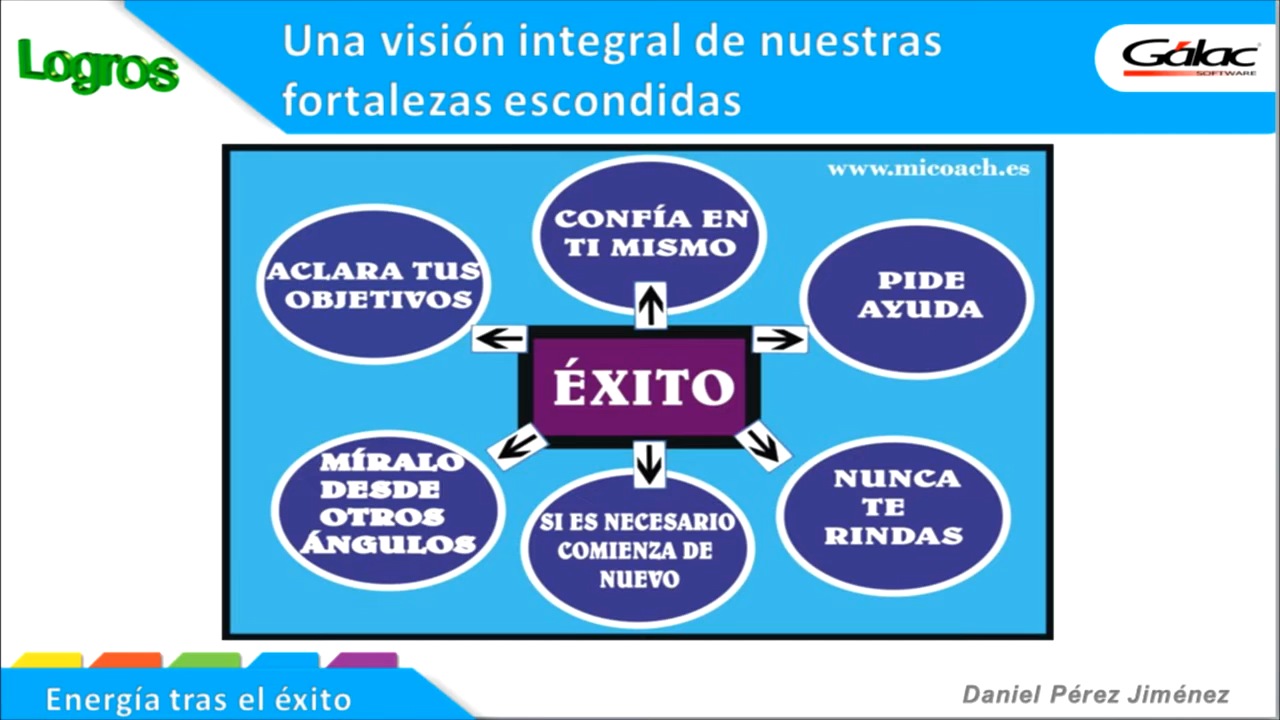 Logros
Una visión integral de nuestras
fortalezas escondidas
Gálac
SOFTWARE
www.micoach.es
CONFÍA EN
TI MISMO
ACLARA TUS
OBJETIVOS
PIDE
AYUDA
ÉXITO
MÍRALO
DESDE
OTROS
ÁNGULOS
SI ES NECESARIO
COMIENZA DE
NUEVO
NUNCA
TE
RINDAS
Energía tras el éxito
Daniel Pérez Jiménez